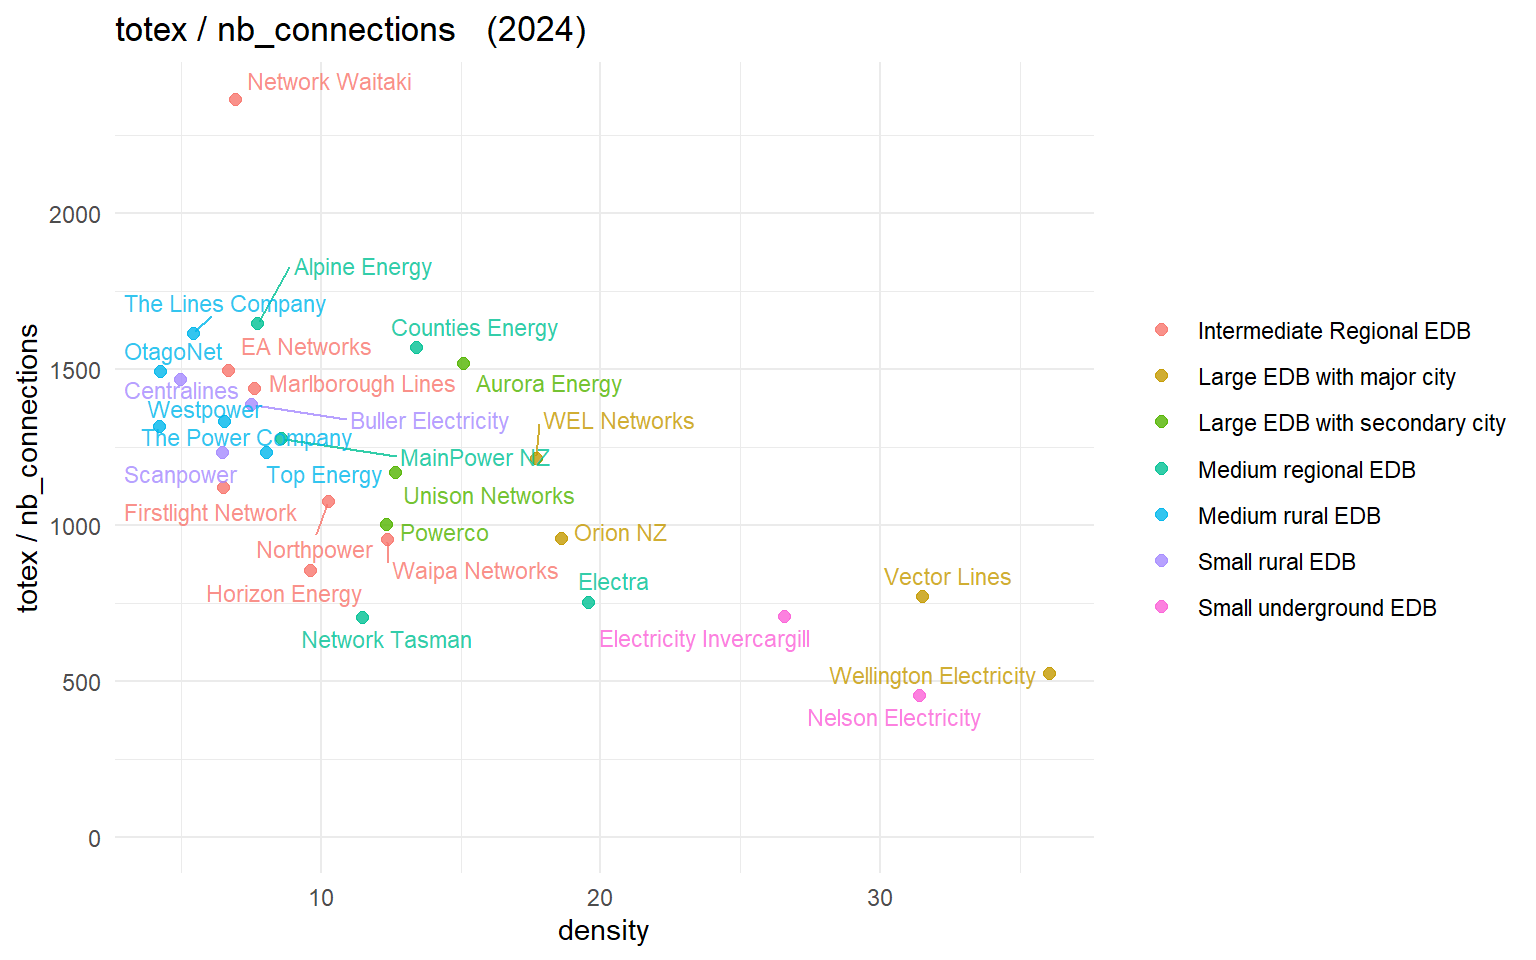 totex / nb_connections (2024)
Network Waitaki
2000
Alpine Energy
The Lines Company
Counties Energy
EA Networks
OtagoNet
1500
Marlborough Lines
Aurora Energy
Centralines
Westpower
Buller Electricity
WEL Networks
The Power Company
MainPower NZ
Scanpower
Top Energy
Unison Networks
Firstlight Network
1000
Powerco
Orion NZ
Northpower
Waipa Networks
Vector Lines
Electra
Horizon Energy
Network Tasman
Electricity Invercargill
Wellington Electricity
500
Nelson Electricity
0
10
20
30
density
totex / nb_connections
Intermediate Regional EDB
Large EDB with major city
Large EDB with secondary city
Medium regional EDB
Medium rural EDB
Small rural EDB
Small underground EDB